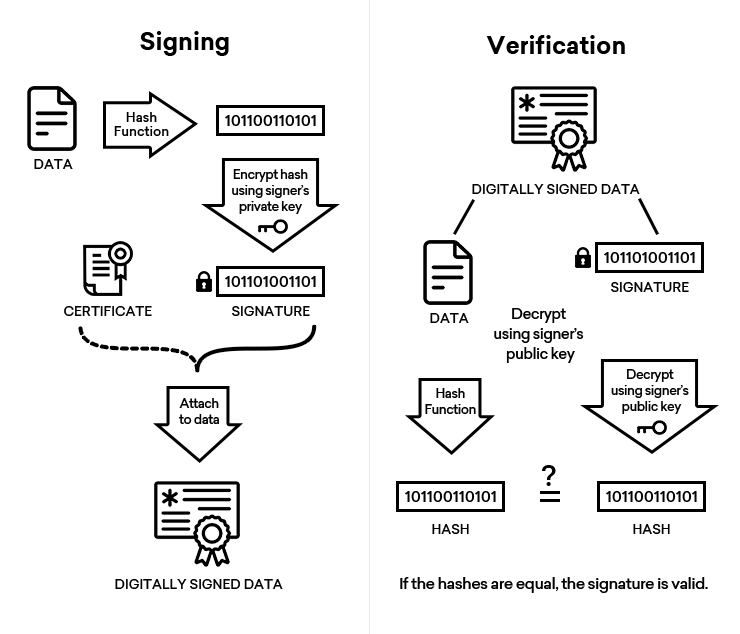 Signing
DATA
Hash
Function
101100110101
Encrypt hash
using signer's
private key
101101001101
SIGNATURE
CERTIFICATE
Attach
to data
DIGITALLY SIGNED DATA
Verification
DIGITALLY SIGNED DATA
DATA
101101001101
SIGNATURE
Decrypt
using signer's
public key
Hash
Function
Decrypt
using signer's
public key
101100110101
HASH
?
=
101100110101
HASH
If the hashes are equal, the signature is valid.